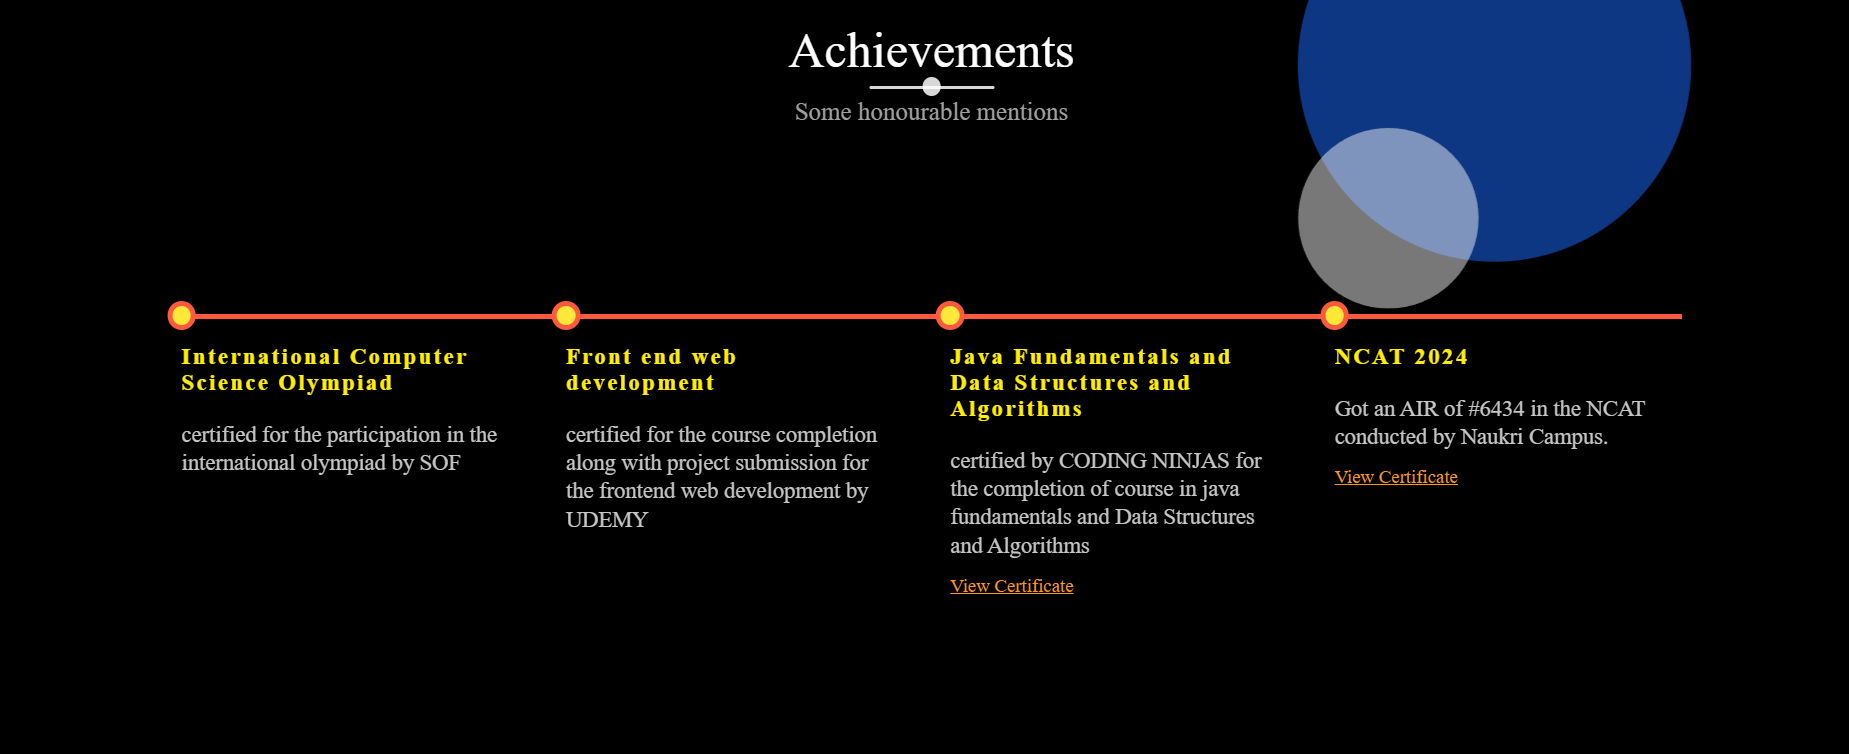 Achievements
Some honourable mentions
International Computer
Science Olympiad
certified for the participation in the
international olympiad by SOF
Front end web
development
certified for the course completion
along with project submission for
the frontend web development by
UDEMY
Java Fundamentals and
Data Structures and
Algorithms
certified by CODING NINJAS for
the completion of course in java
fundamentals and Data Structures
and Algorithms
View Certificate
NCAT 2024
Got an AIR of #6434 in the NCAT
conducted by Naukri Campus.
View Certificate